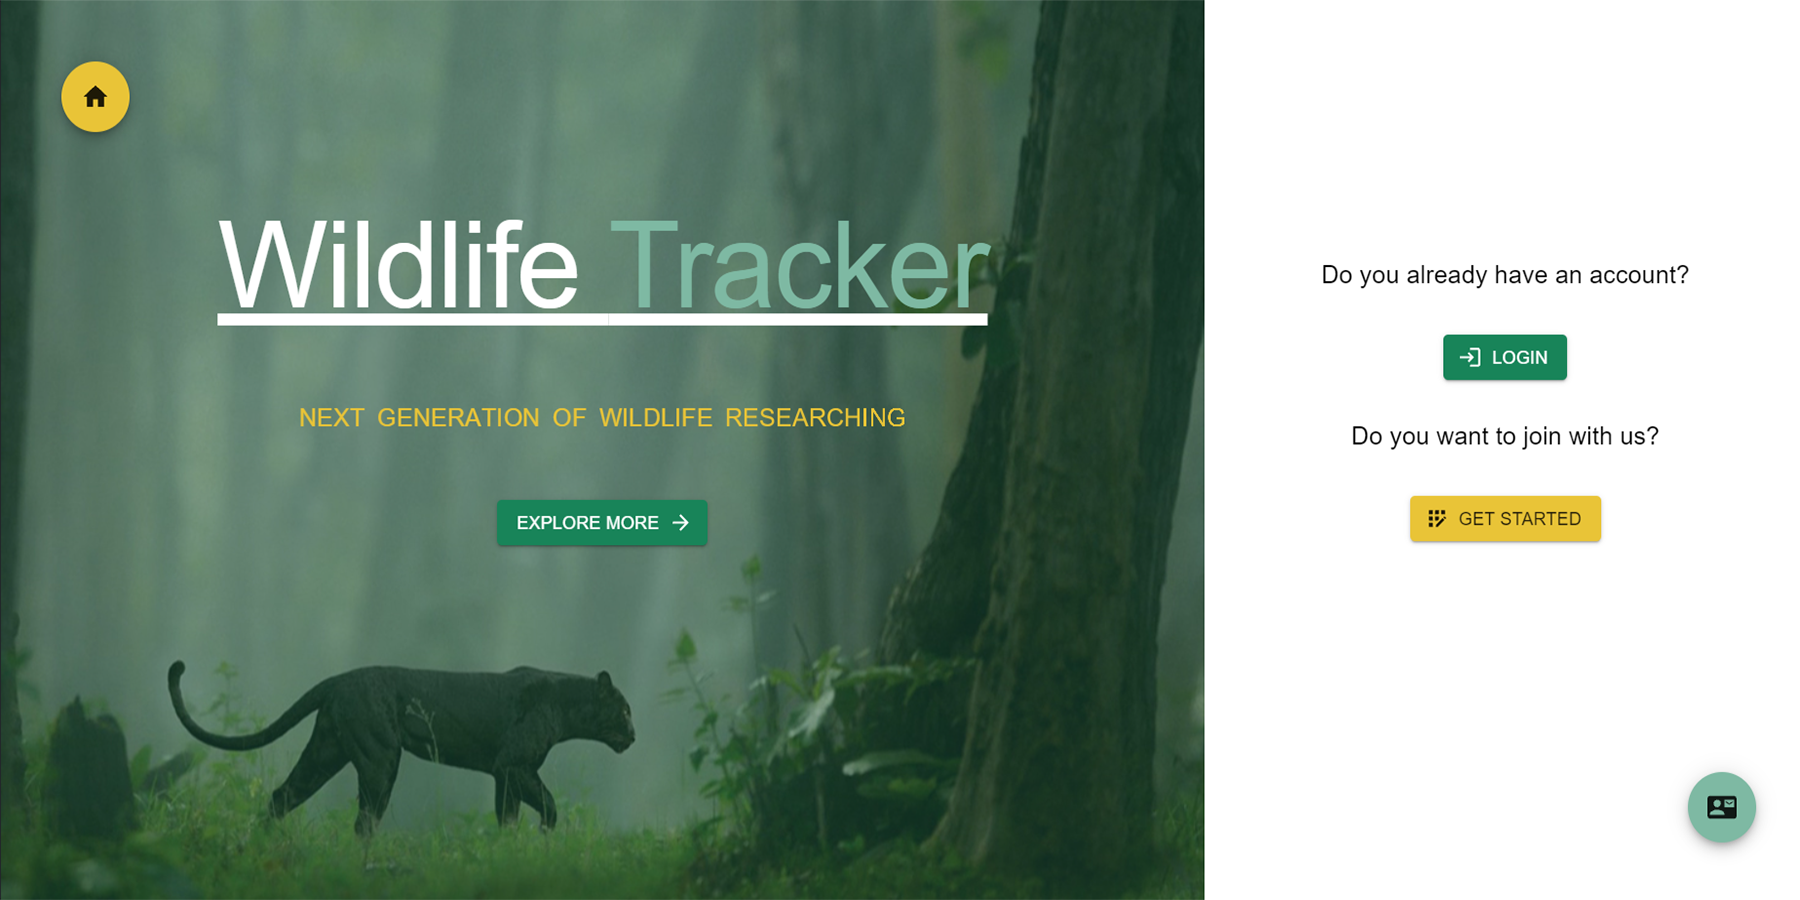 Wildlife Tracker
NEXT GENERATION OF WILDLIFE RESEARCHING
EXPLORE MORE
Do you already have an account?
LOGIN
Do you want to join with us?
GET STARTED